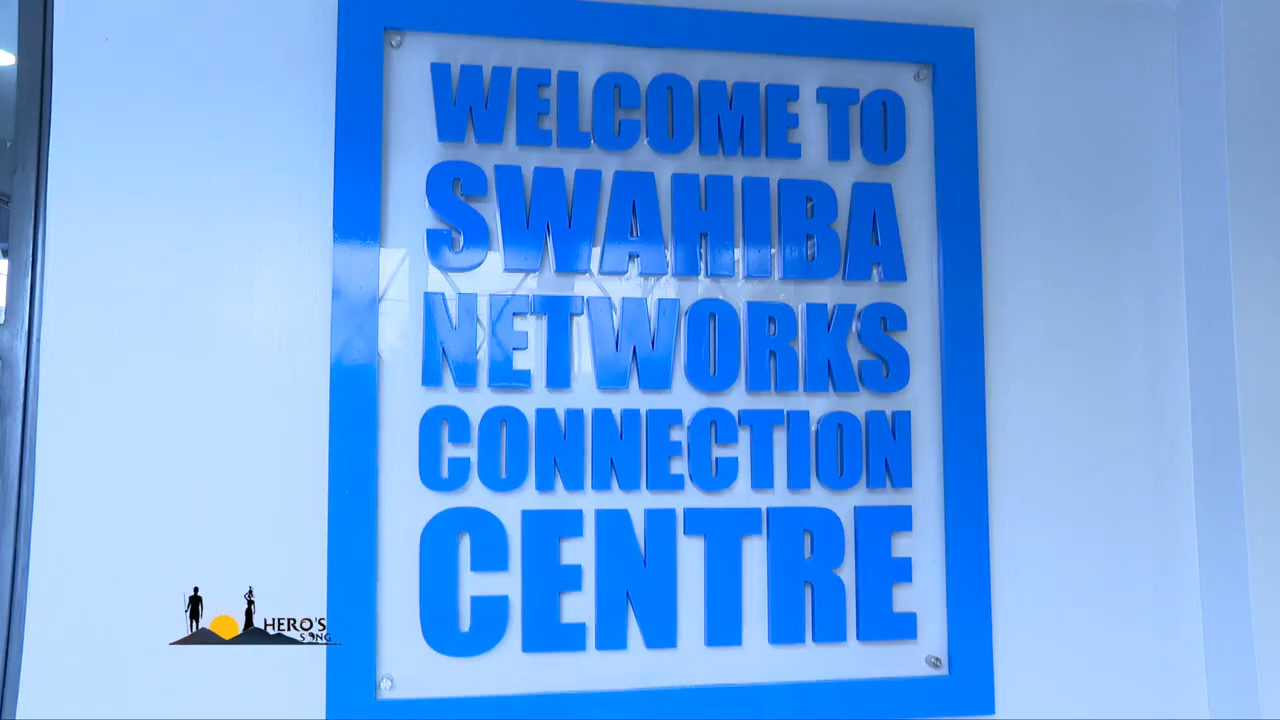 WELCOME TO
SWAHIBA
NETWORKS
CONNECTION
CENTRE
HERO'S
SONG